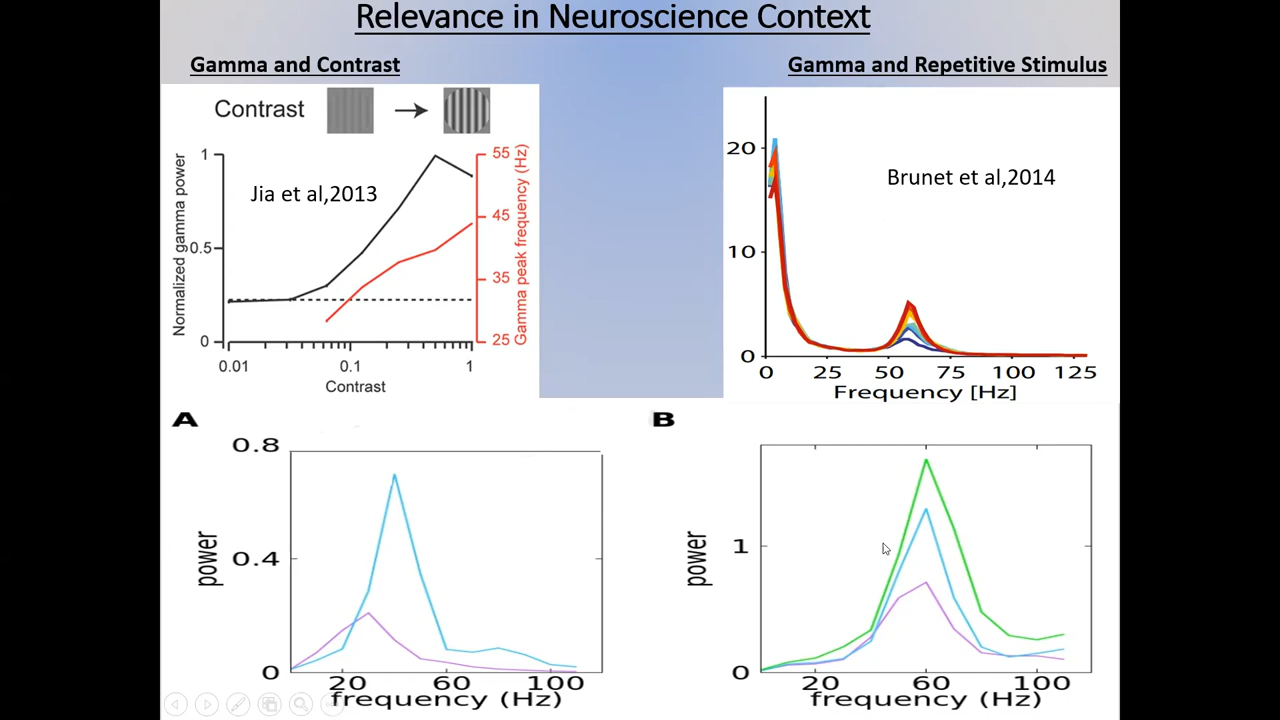 Relevance in Neuroscience Context
Gamma and Contrast
Gamma and Repetitive Stimulus
Contrast
Normalized gamma power
1
0.5
0
Jia et al,2013
55
45
35
25
Gamma peak frequency (Hz)
0.01
0.1
1
Contrast
20
10
0
Brunet et al,2014
0
25
50
75
100
125
Frequency [Hz]
A
power
0.8
0.4
0
20
60
100
frequency (Hz)
B
power
1
0
20
60
100
frequency (Hz)